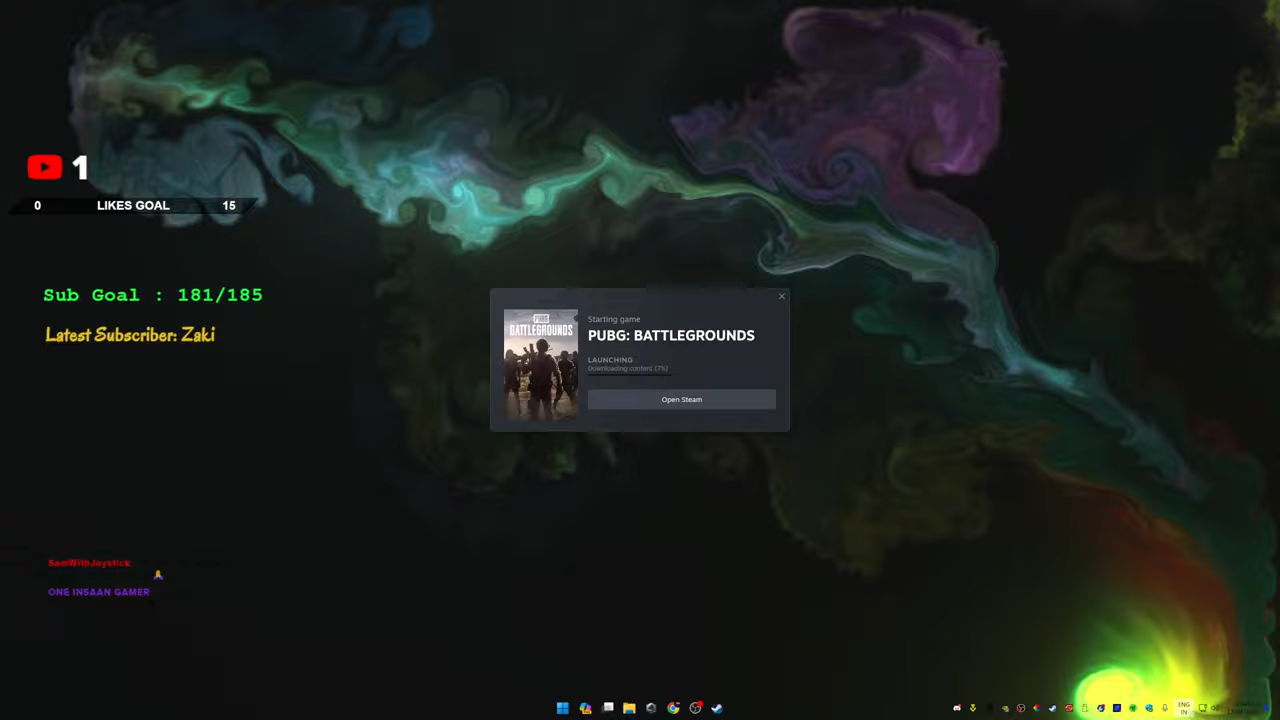 1
0 LIKES GOAL 15
Sub Goal : 181/185
Latest Subscriber: Zaki
Starting game
PUBG: BATTLEGROUNDS
LAUNCHING
Downloading content (7%)
Open Steam
PUBG
BATTLEGROUNDS
SamWithJoystick
ONE INSAAN GAMER
ENG
IN